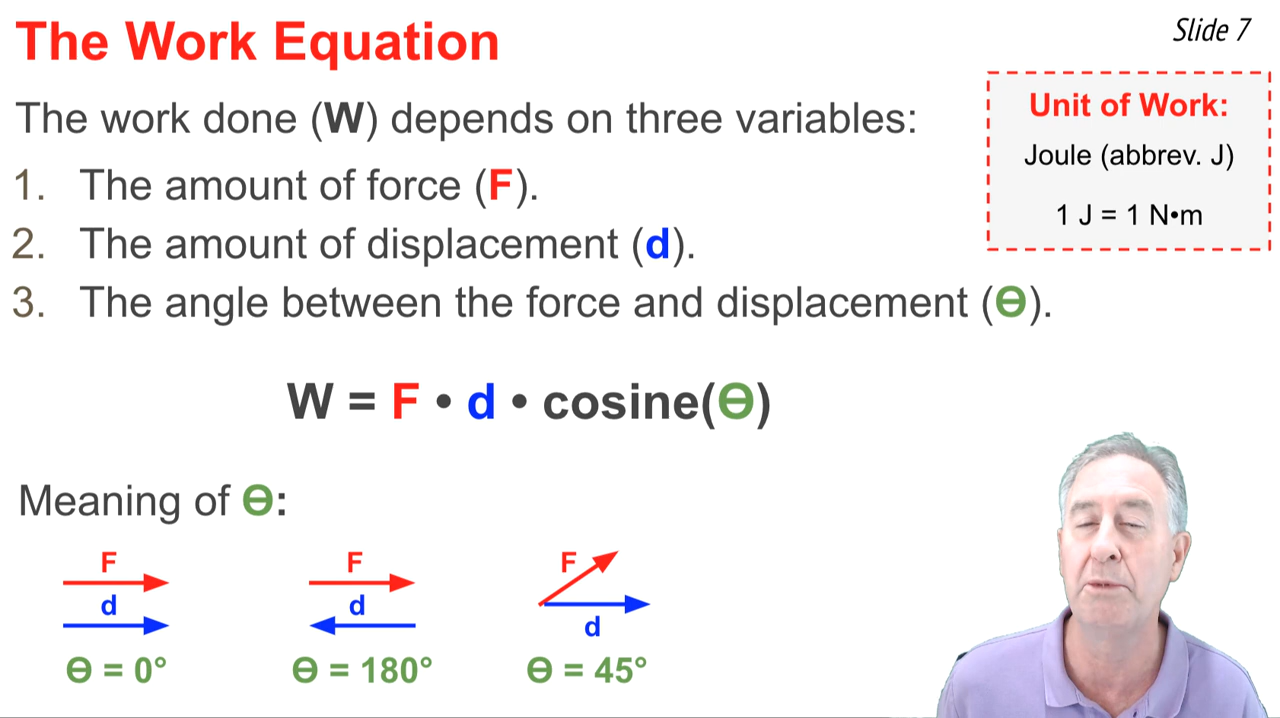 The Work Equation
Slide 7
The work done (W) depends on three variables:
1. The amount of force (F).
2. The amount of displacement (d).
3. The angle between the force and displacement (Ɵ).
Unit of Work:
Joule (abbrev. J)
1 J = 1 N•m
W = F • d • cosine(Ɵ)
Meaning of Ɵ:
F
d
Ɵ = 0°
F
d
Ɵ = 180°
F
d
Ɵ = 45°